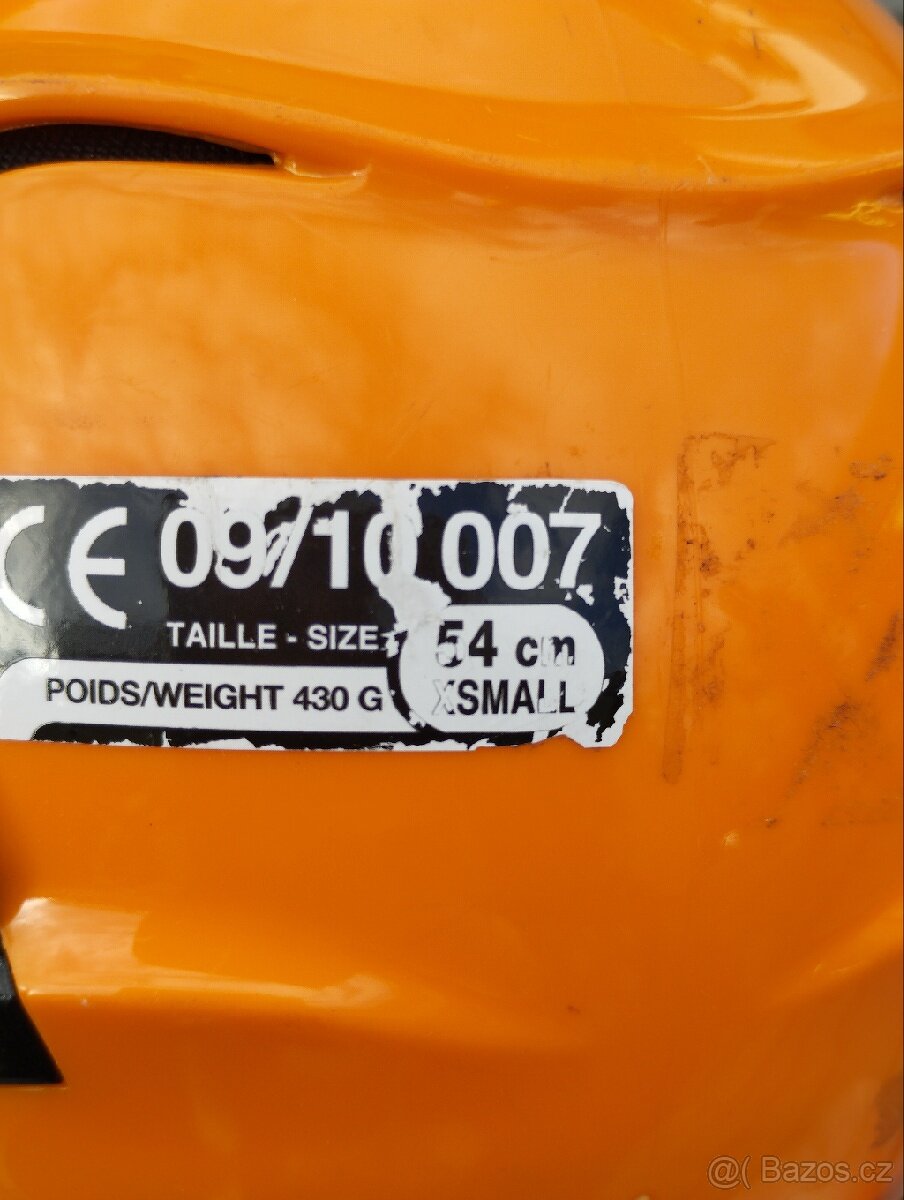 CE 09/10 007
TAILLE - SIZE: 54 cm
POIDS/WEIGHT 430 G XSMALL
@( Bazos.cz